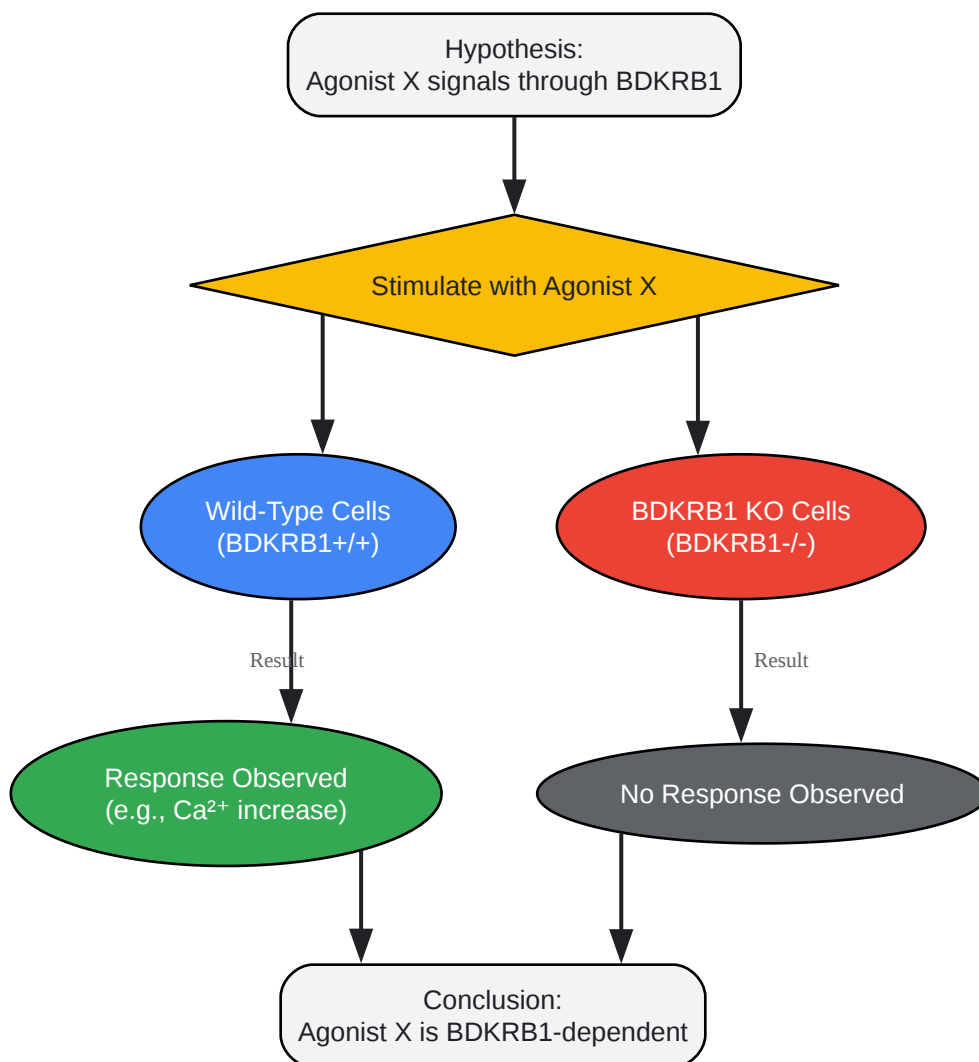 Hypothesis:
Agonist X signals through BDKRB1
Stimulate with Agonist X
Wild-Type Cells
(BDKRB1+/+)
BDKRB1 KO Cells
(BDKRB1-/-)
Result
Result
Response Observed
(e.g., Ca²⁺ increase)
No Response Observed
Conclusion:
Agonist X is BDKRB1-dependent